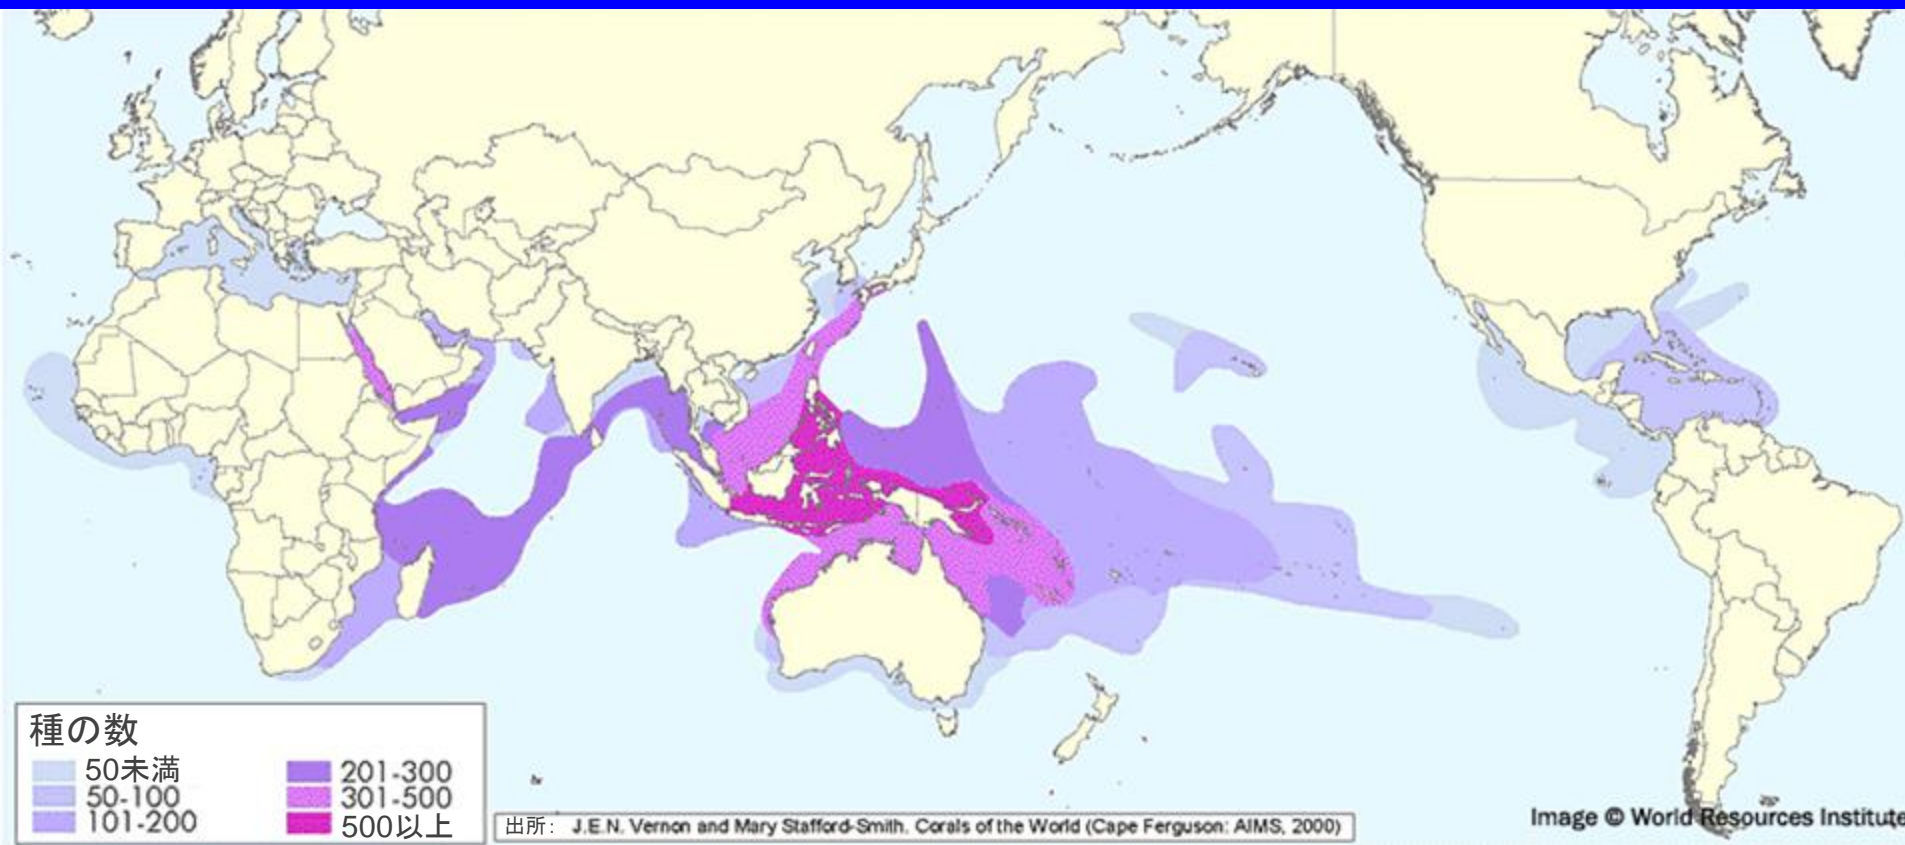 種の数
50未満
50-100
101-200
201-300
301-500
500以上
出所: J.E.N. Vernon and Mary Stafford-Smith. Corals of the World (Cape Ferguson: AIMS, 2000)
Image © World Resources Institute